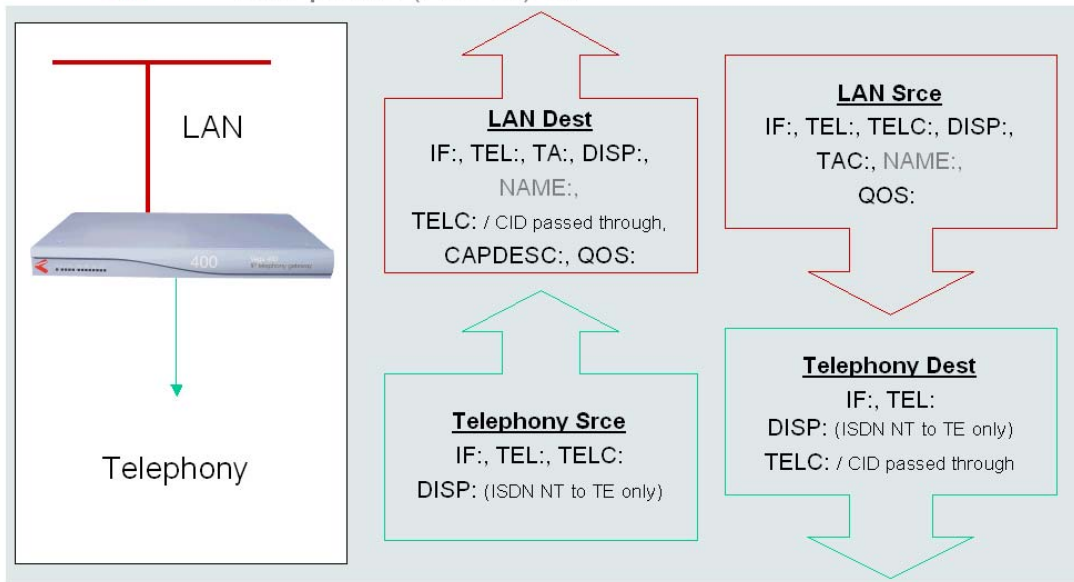 LAN
400
Telephony
LAN Dest
IF:, TEL:, TA:, DISP:,
NAME:,
TELC: / CID passed through,
CAPDESC:, QOS:
Telephony Srce
IF:, TEL:, TELC:
DISP: (ISDN NT to TE only)
LAN Srce
IF:, TEL:, TELC:, DISP:,
TAC:, NAME:,
QOS:
Telephony Dest
IF:, TEL:
DISP: (ISDN NT to TE only)
TELC: / CID passed through